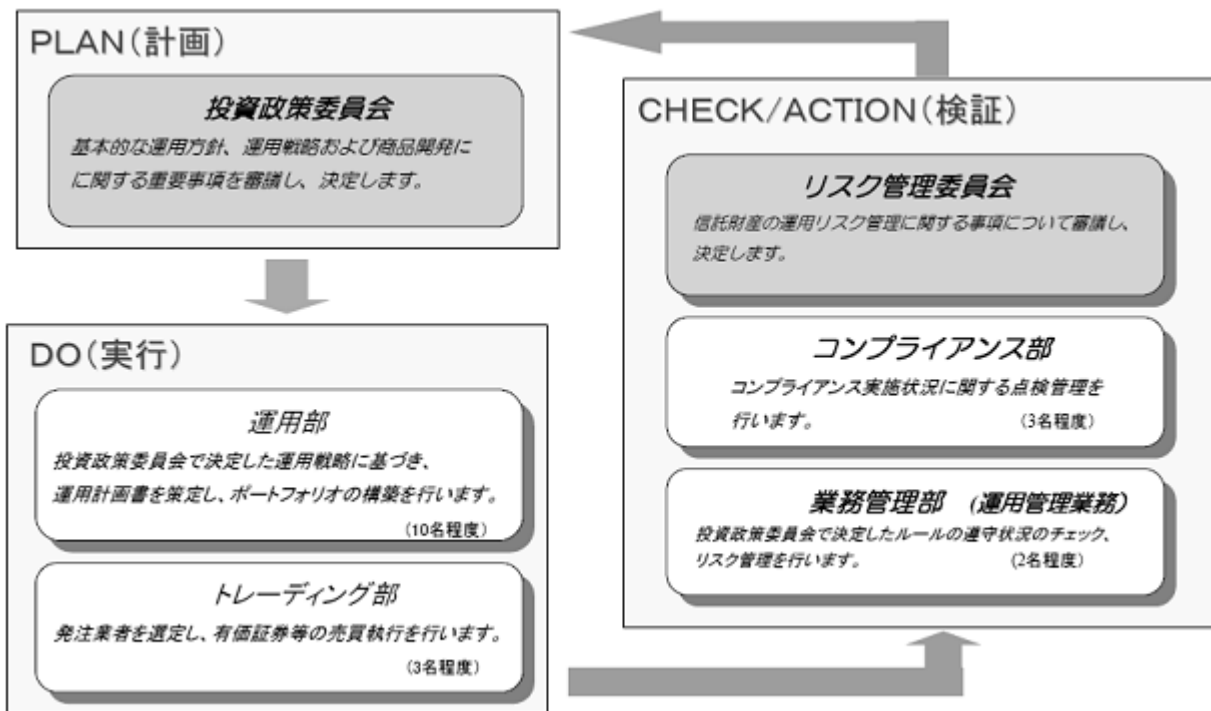 PLAN(計画)
投資政策委員会
基本的な運用方針、運用戦略および商品開発に
に関する重要事項を審議し、決定します。
DO(実行)
運用部
投資政策委員会で決定した運用戦略に基づき、
運用計画書を策定し、ポートフォリオの構築を行います。
(10名程度)
トレーディング部
発注業者を選定し、有価証券等の売買執行を行います。
(3名程度)
CHECK/ACTION(検証)
リスク管理委員会
信託財産の運用リスク管理に関する事項について審議し、
決定します。
コンプライアンス部
コンプライアンス実施状況に関する点検管理を
行います。 (3名程度)
業務管理部 (運用管理業務)
投資政策委員会で決定したルールの遵守状況のチェック、
リスク管理を行います。 (2名程度)